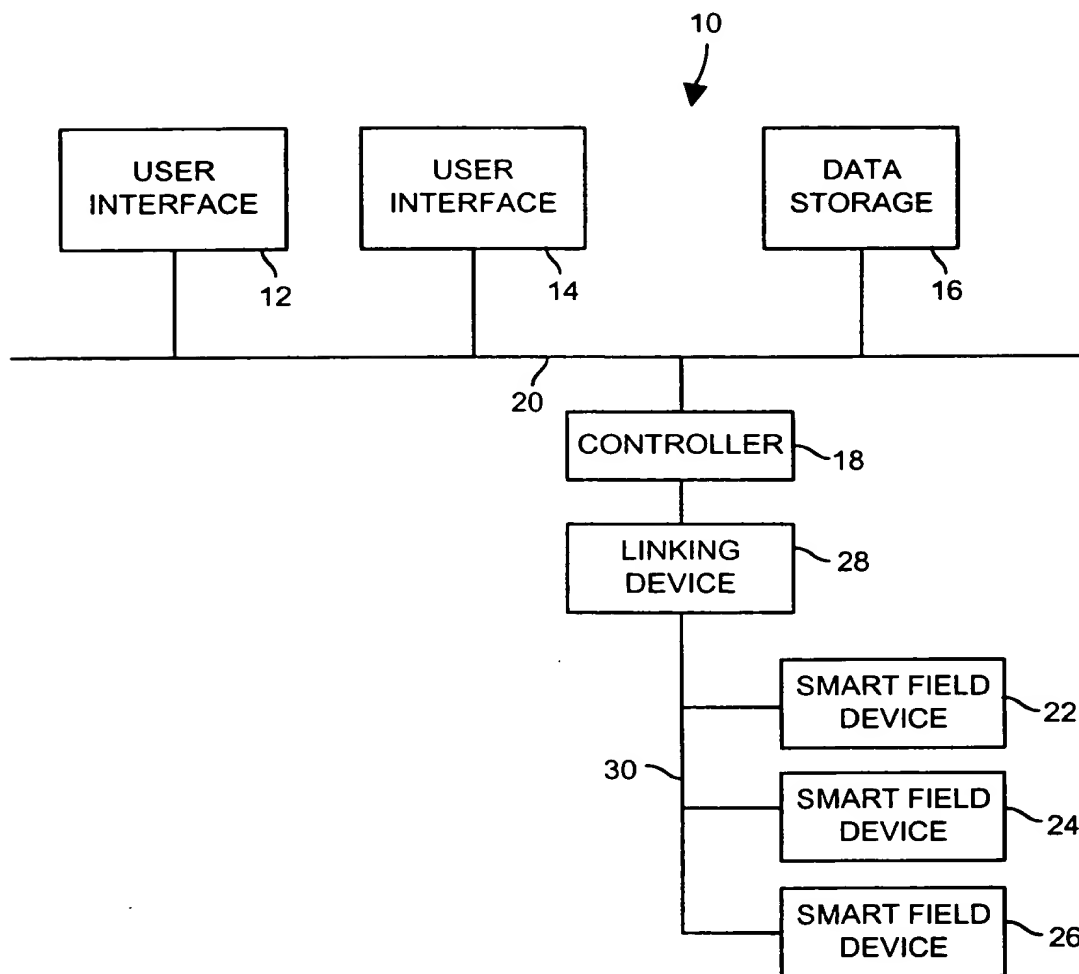 10
USER
INTERFACE
USER
INTERFACE
DATA
STORAGE
12
14
16
20
CONTROLLER
18
LINKING
DEVICE
28
SMART FIELD
DEVICE
22
30
SMART FIELD
DEVICE
24
SMART FIELD
DEVICE
26